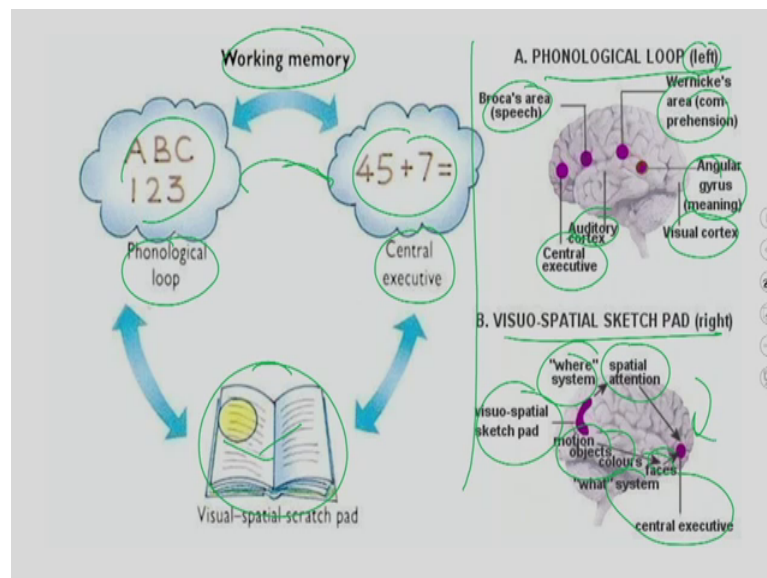 Working memory
ABC
123
45+7=
Phonological
loop
Central
executive
Visual-spatial scratch pad
A. PHONOLOGICAL LOOP (left)
Broca's area
(speech)
Wernicke's
area (com-
prehension)
Angular
gyrus
(meaning)
Auditory
cortex
Visual cortex
Central
executive
B. VISUO-SPATIAL SKETCH PAD (right)
"where"
system
spatial
attention
visuo-spatial
sketch pad
motion
objects
colours
faces
"what" system
central executive